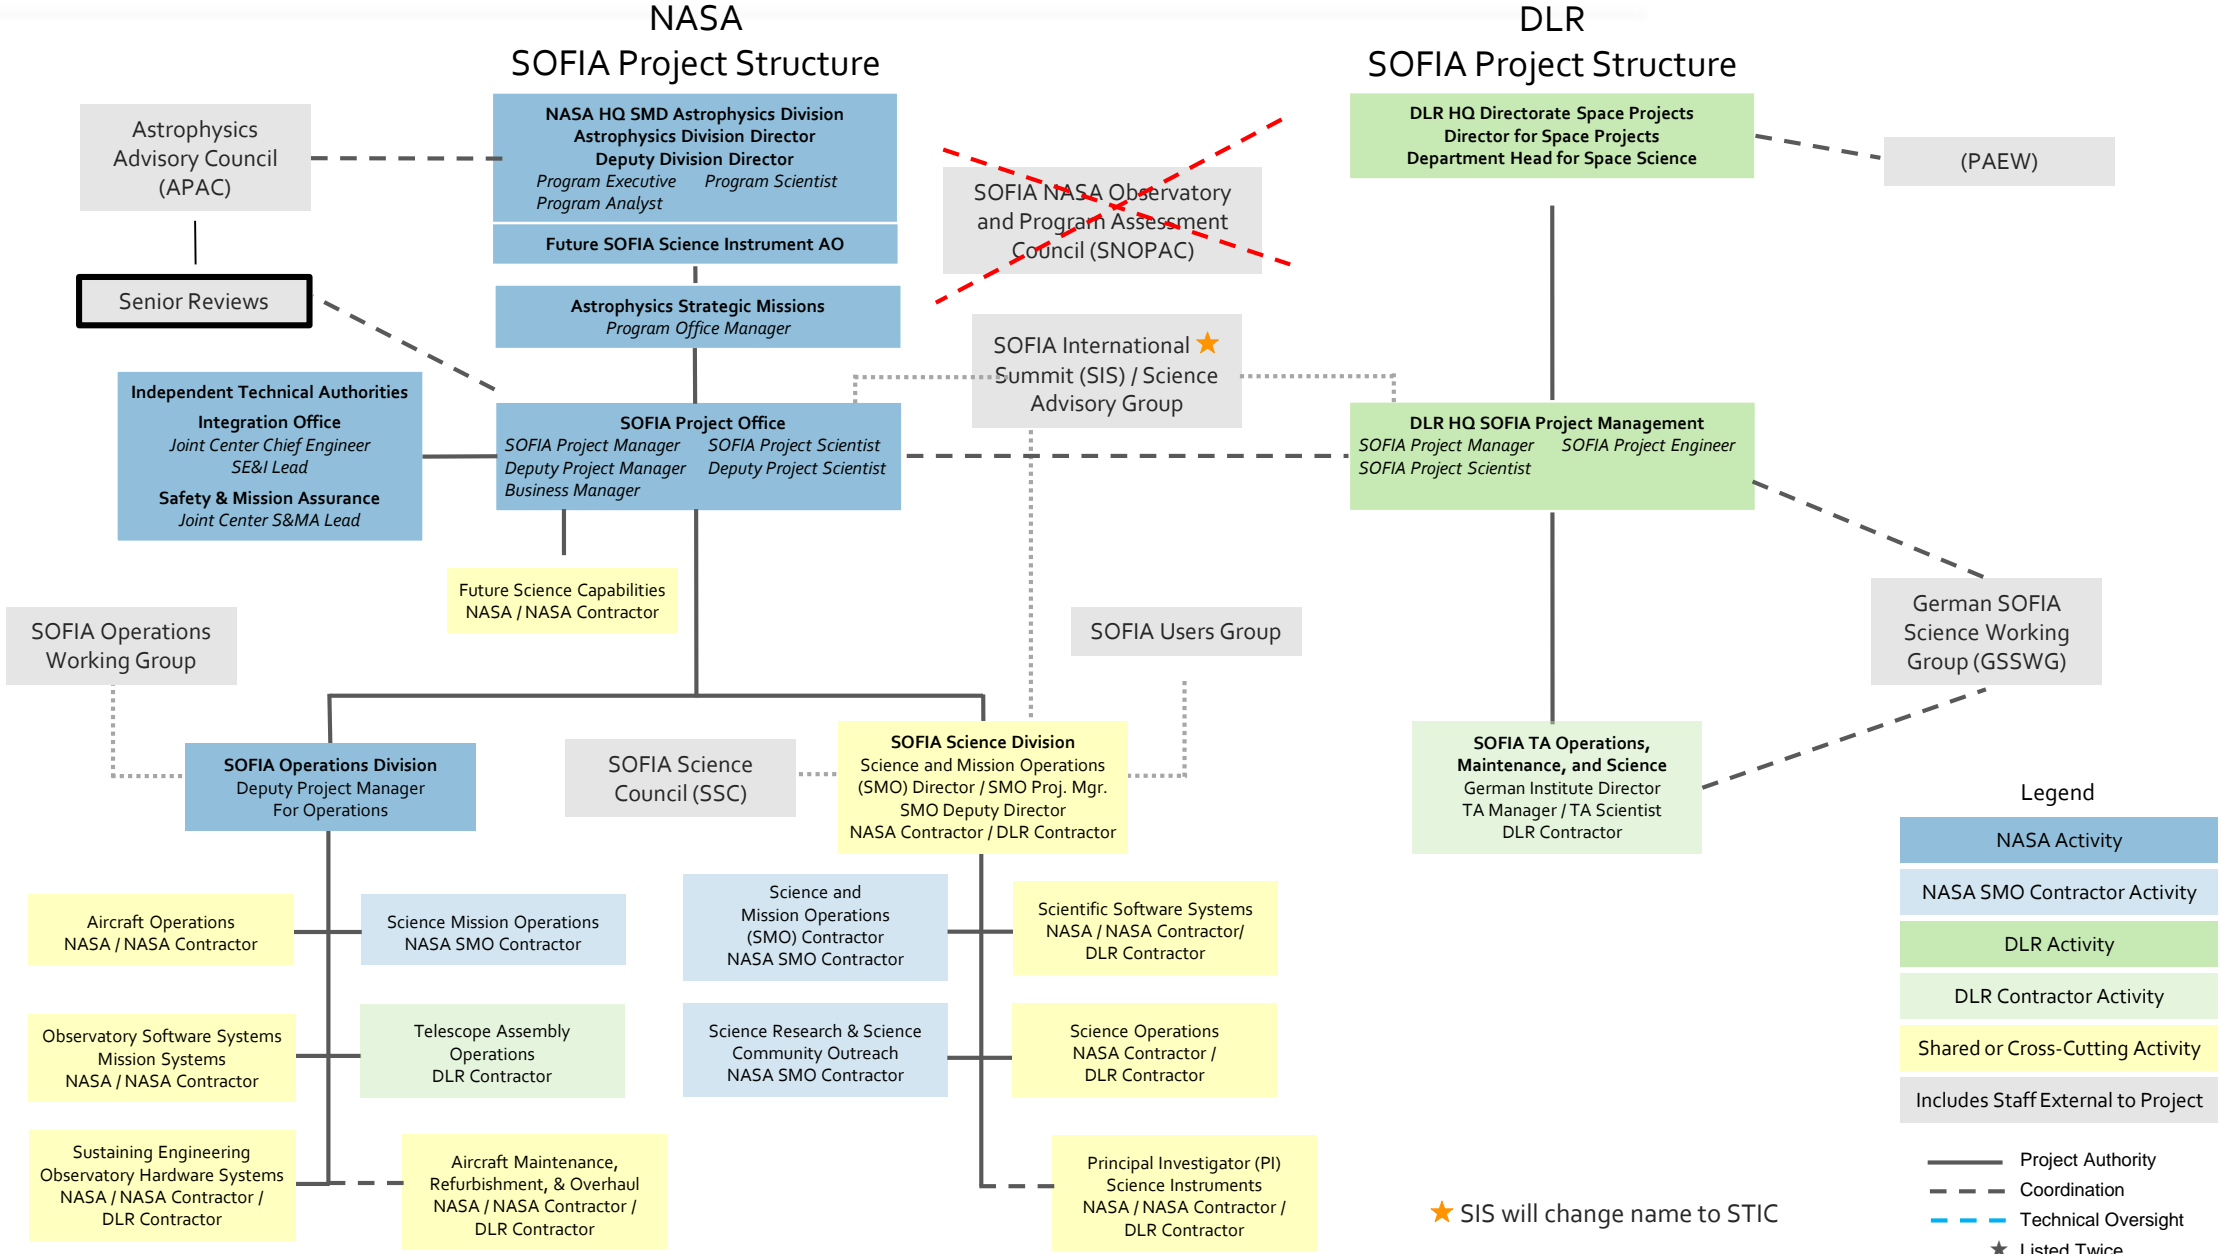 NASA
SOFIA Project Structure
DLR
SOFIA Project Structure
Astrophysics
Advisory Council
(APAC)
NASA HQ SMD Astrophysics Division
Astrophysics Division Director
Deputy Division Director
Program Executive Program Scientist
Program Analyst
Future SOFIA Science Instrument AO
SOFIA NASA Observatory
and Program Assessment
Council (SNOPAC)
DLR HQ Directorate Space Projects
Director for Space Projects
Department Head for Space Science
(PAEW)
Senior Reviews
Astrophysics Strategic Missions
Program Office Manager
SOFIA International
Summit (SIS) / Science
Advisory Group
Independent Technical Authorities
Integration Office
Joint Center Chief Engineer
SE&I Lead
Safety & Mission Assurance
Joint Center S&MA Lead
SOFIA Project Office
SOFIA Project Manager SOFIA Project Scientist
Deputy Project Manager Deputy Project Scientist
Business Manager
DLR HQ SOFIA Project Management
SOFIA Project Manager SOFIA Project Engineer
SOFIA Project Scientist
Future Science Capabilities
NASA / NASA Contractor
SOFIA Operations
Working Group
SOFIA Users Group
German SOFIA
Science Working
Group (GSSWG)
SOFIA Operations Division
Deputy Project Manager
For Operations
SOFIA Science
Council (SSC)
SOFIA Science Division
Science and Mission Operations
(SMO) Director / SMO Proj. Mgr.
SMO Deputy Director
NASA Contractor / DLR Contractor
SOFIA TA Operations,
Maintenance, and Science
German Institute Director
TA Manager / TA Scientist
DLR Contractor
Aircraft Operations
NASA / NASA Contractor
Science Mission Operations
NASA SMO Contractor
Science and
Mission Operations
(SMO) Contractor
NASA SMO Contractor
Scientific Software Systems
NASA / NASA Contractor/
DLR Contractor
Observatory Software Systems
Mission Systems
NASA / NASA Contractor
Telescope Assembly
Operations
DLR Contractor
Science Research & Science
Community Outreach
NASA SMO Contractor
Science Operations
NASA Contractor /
DLR Contractor
Sustaining Engineering
Observatory Hardware Systems
NASA / NASA Contractor /
DLR Contractor
Aircraft Maintenance,
Refurbishment, & Overhaul
NASA / NASA Contractor /
DLR Contractor
Principal Investigator (PI)
Science Instruments
NASA / NASA Contractor /
DLR Contractor
SIS will change name to STIC
Legend
NASA Activity
NASA SMO Contractor Activity
DLR Activity
DLR Contractor Activity
Shared or Cross-Cutting Activity
Includes Staff External to Project
Project Authority
Coordination
Technical Oversight
Listed Twice